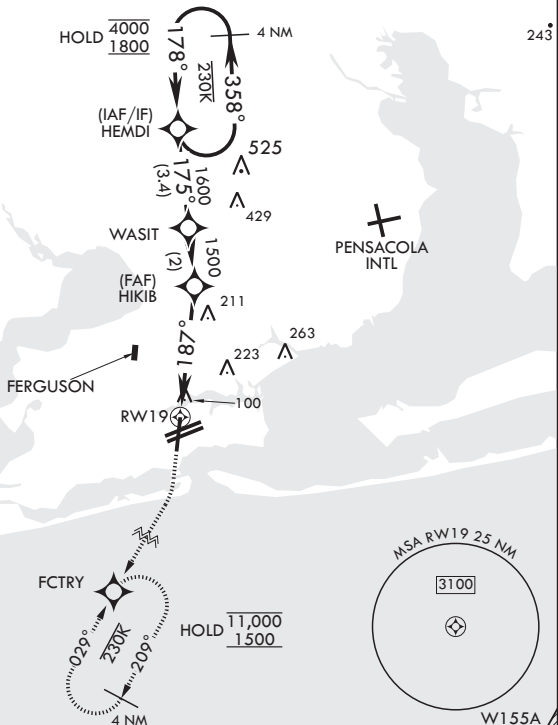 HOLD 4000 1800
4 NM
243
178°
230K
358°
(IAF/IF)
HEMDI
525
1600
175°
(3.4)
429
WASIT
PENSACOLA
INTL
1500
(2)
(FAF)
HIKIB
211
187°
263
223
FERGUSON
100
RW19
MSA RW19 25 NM
3100
FCTRY
HOLD 11,000 1500
029°
230K
209°
4 NM
W155A